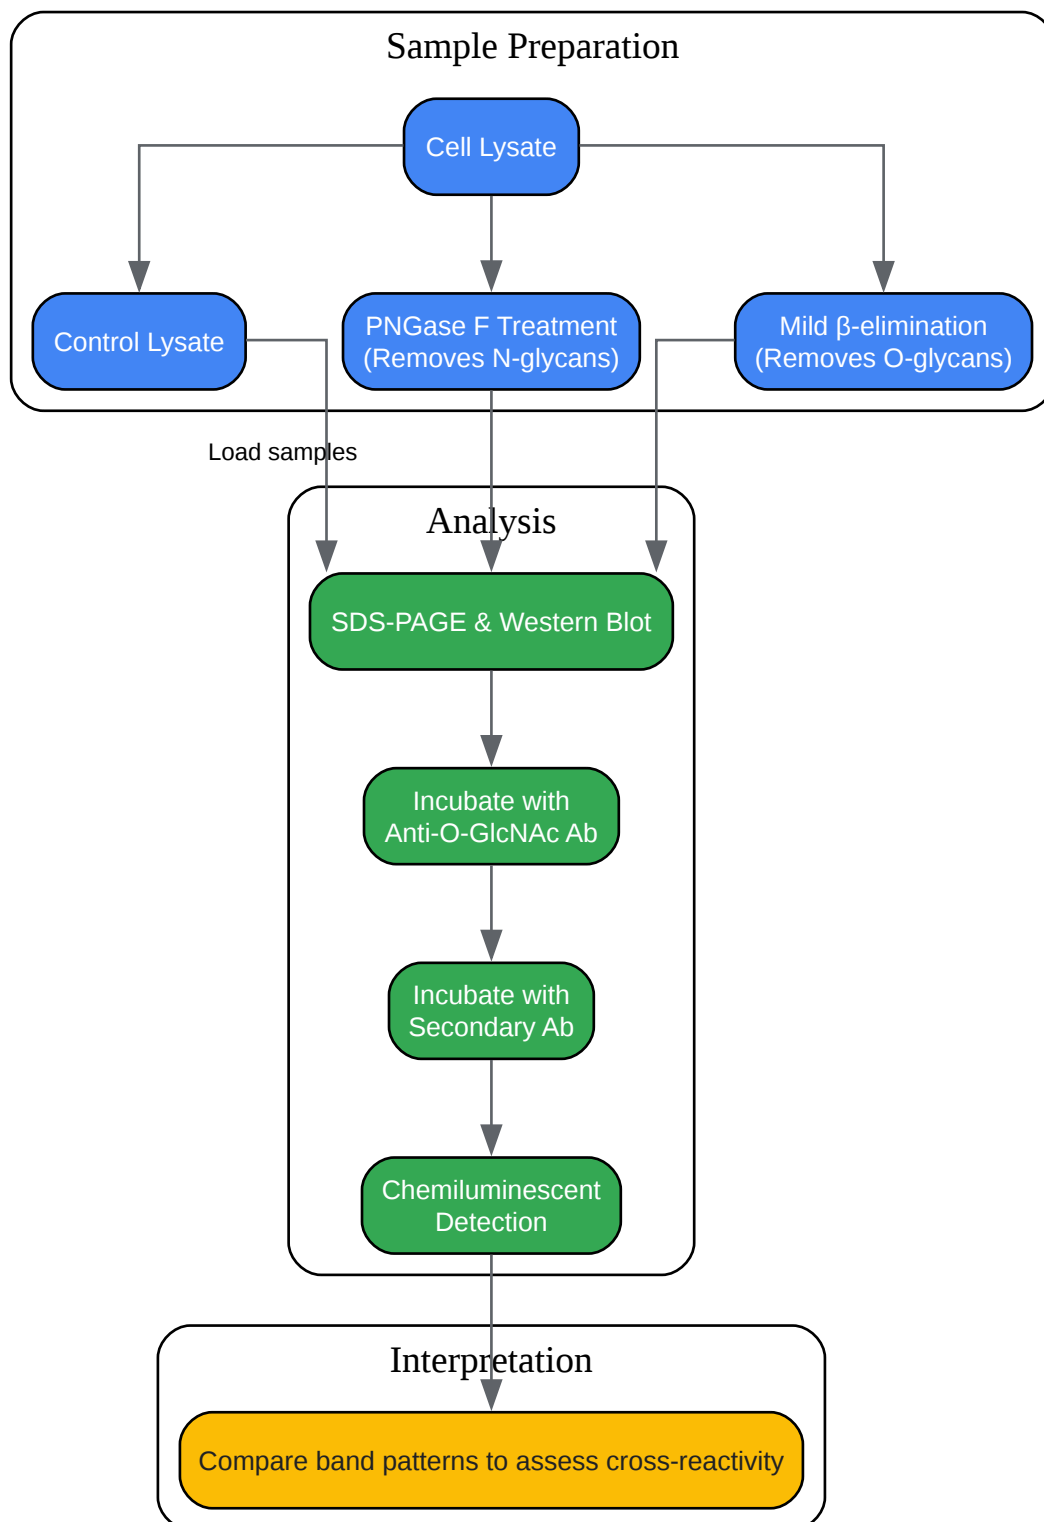 Sample Preparation
Cell Lysate
Control Lysate
PNGase F Treatment
(Removes N-glycans)
Mild β-elimination
(Removes O-glycans)
Load samples
Analysis
SDS-PAGE & Western Blot
Incubate with
Anti-O-GlcNAc Ab
Incubate with
Secondary Ab
Chemiluminescent
Detection
Interpretation
Compare band patterns to assess cross-reactivity